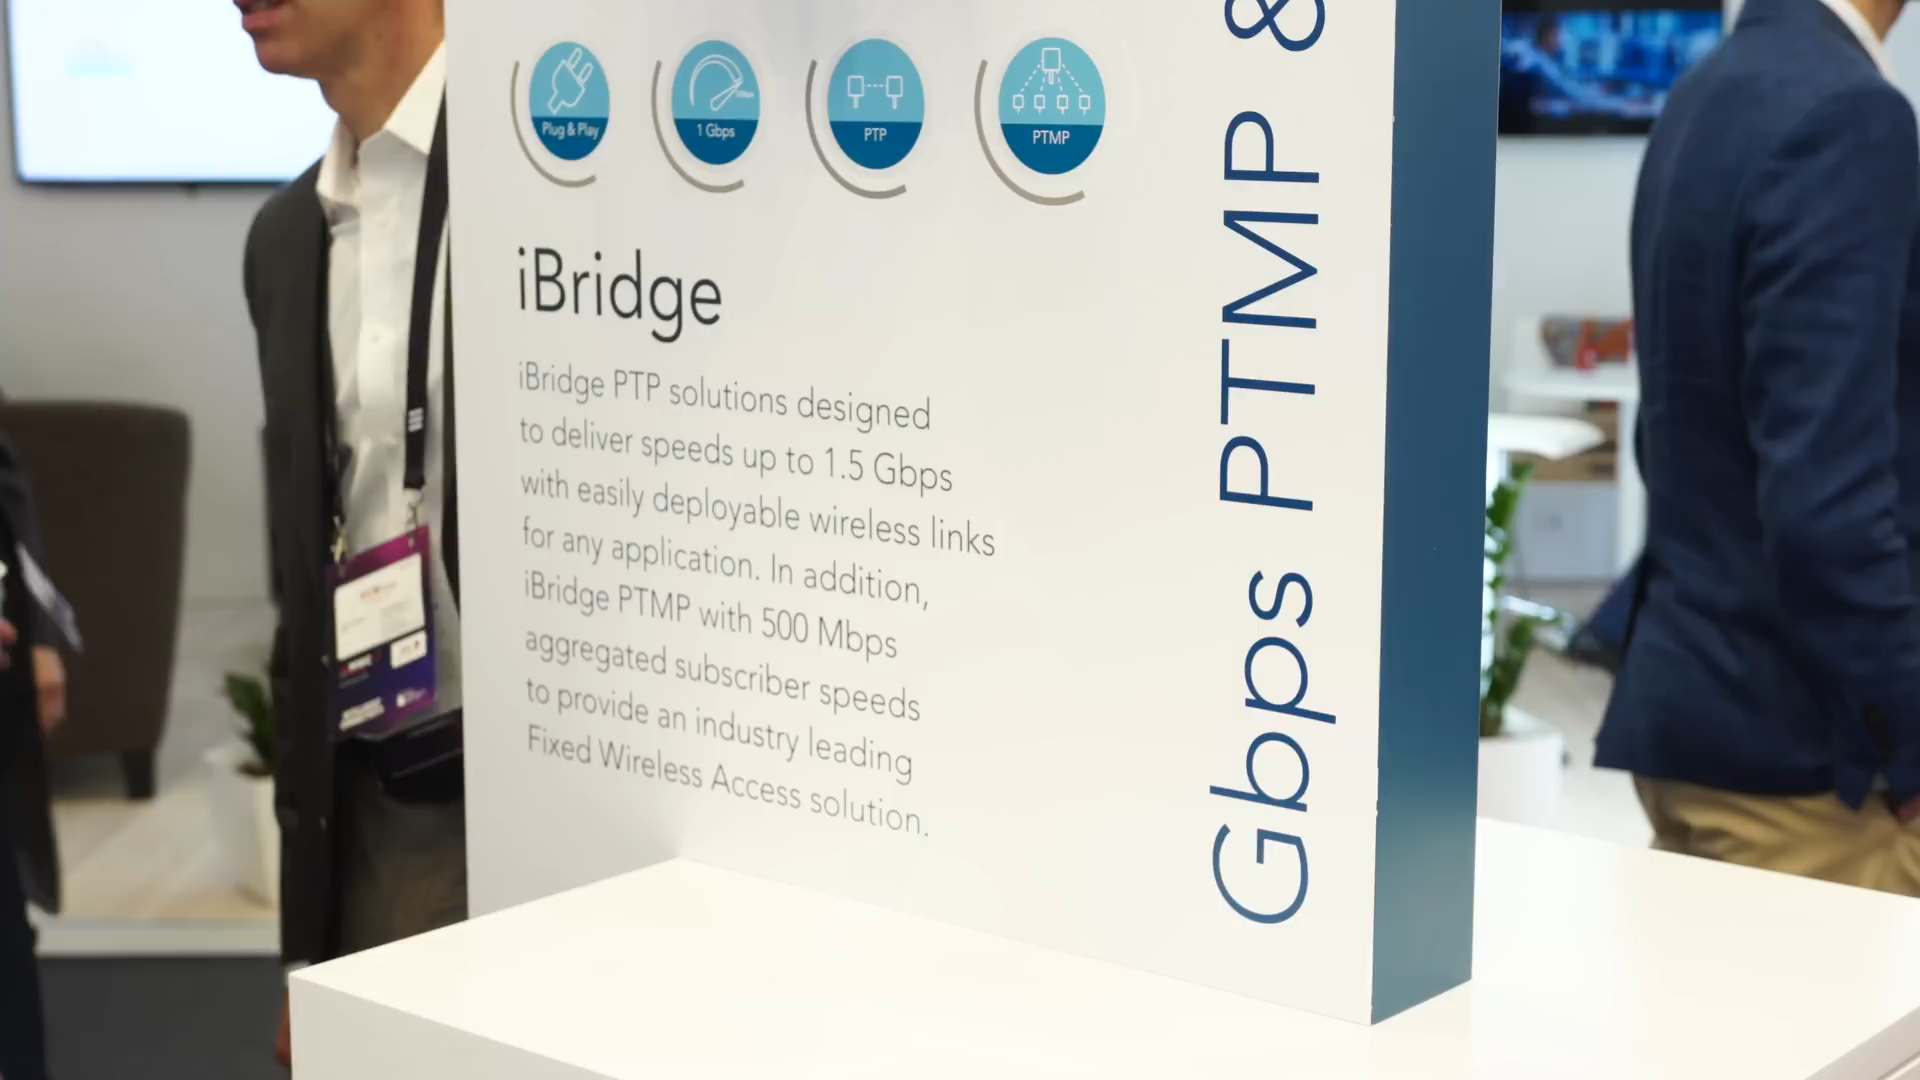 Plug & Play
1 Gbps
PTP
PTMP
iBridge
iBridge PTP solutions designed
to deliver speeds up to 1.5 Gbps
with easily deployable wireless links
for any application. In addition,
iBridge PTMP with 500 Mbps
aggregated subscriber speeds
to provide an industry leading
Fixed Wireless Access solution.
Gbps PTMP &